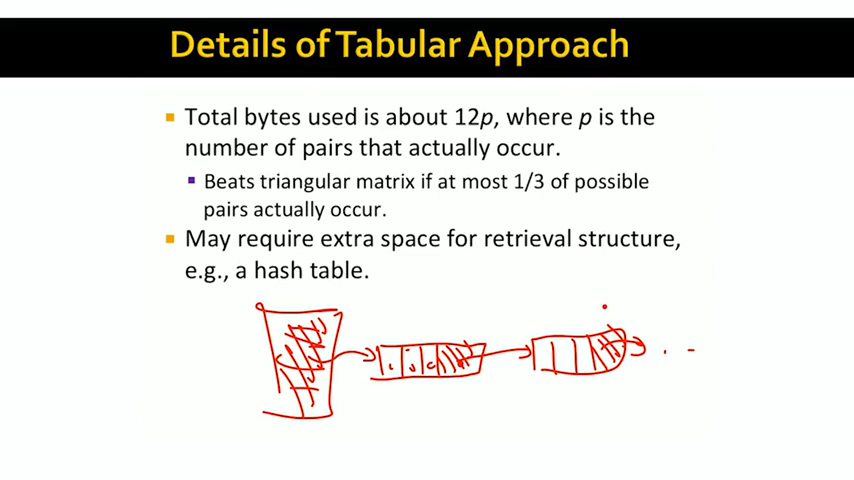 Details of Tabular Approach
Total bytes used is about 12p, where p is the
number of pairs that actually occur.
Beats triangular matrix if at most 1/3 of possible
pairs actually occur.
May require extra space for retrieval structure,
e.g., a hash table.
i j c